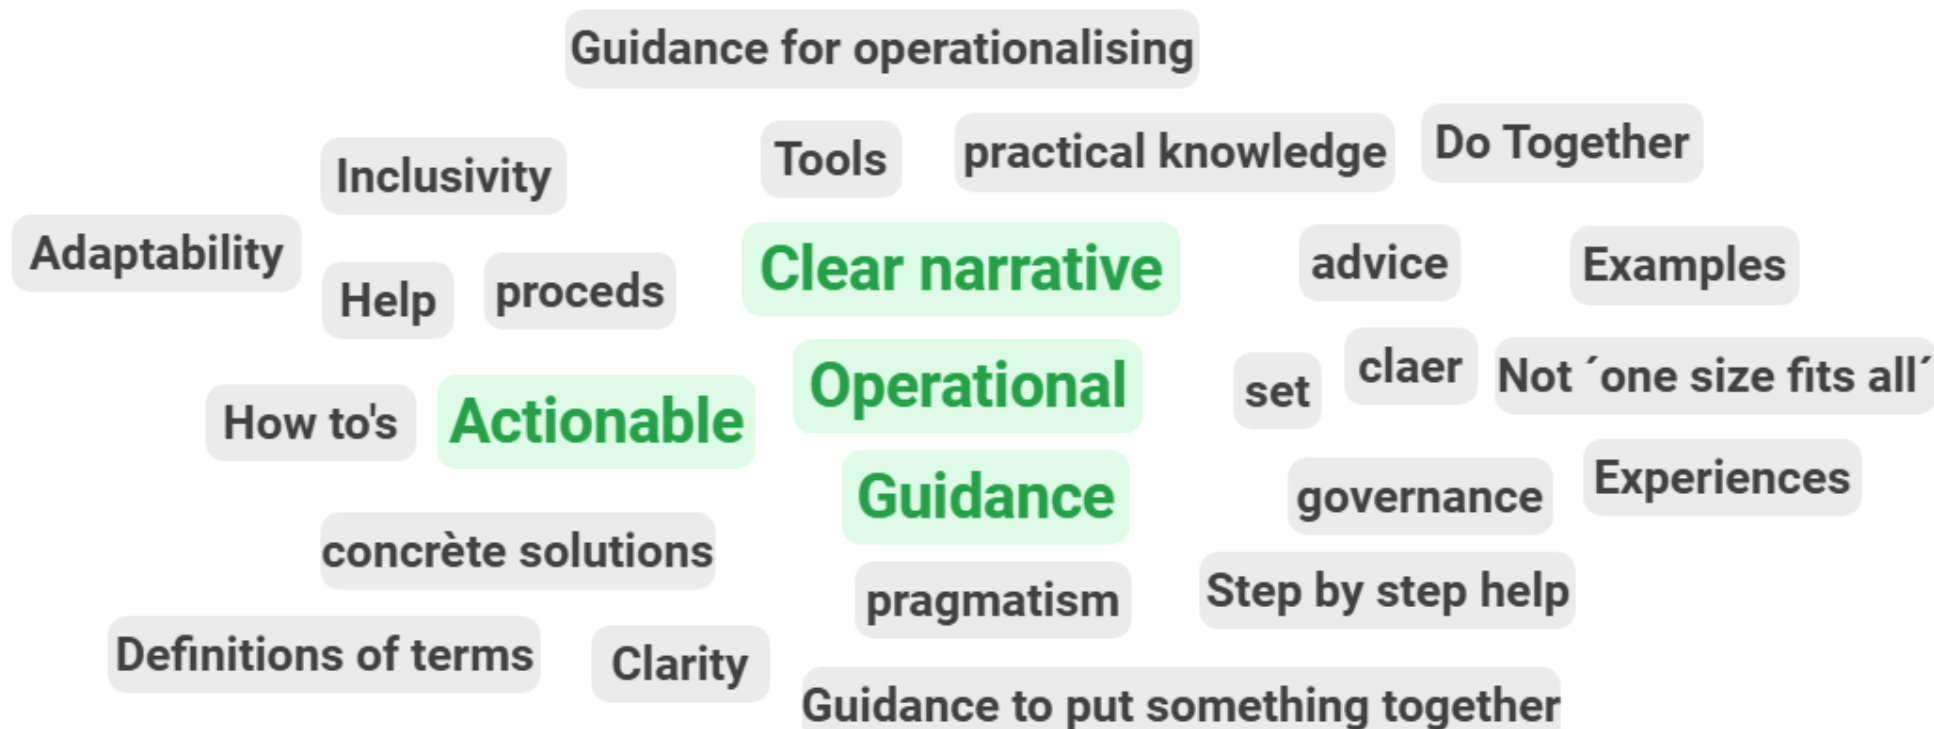 Guidance for operationalising
Tools
practical knowledge
Do Together
Inclusivity
Adaptability
Clear narrative
advice
Examples
Help
proceds
Operational
set
claer
Not ´one size fits all´
How to's
Actionable
Guidance
governance
Experiences
concrète solutions
pragmatism
Step by step help
Definitions of terms
Clarity
Guidance to put something together